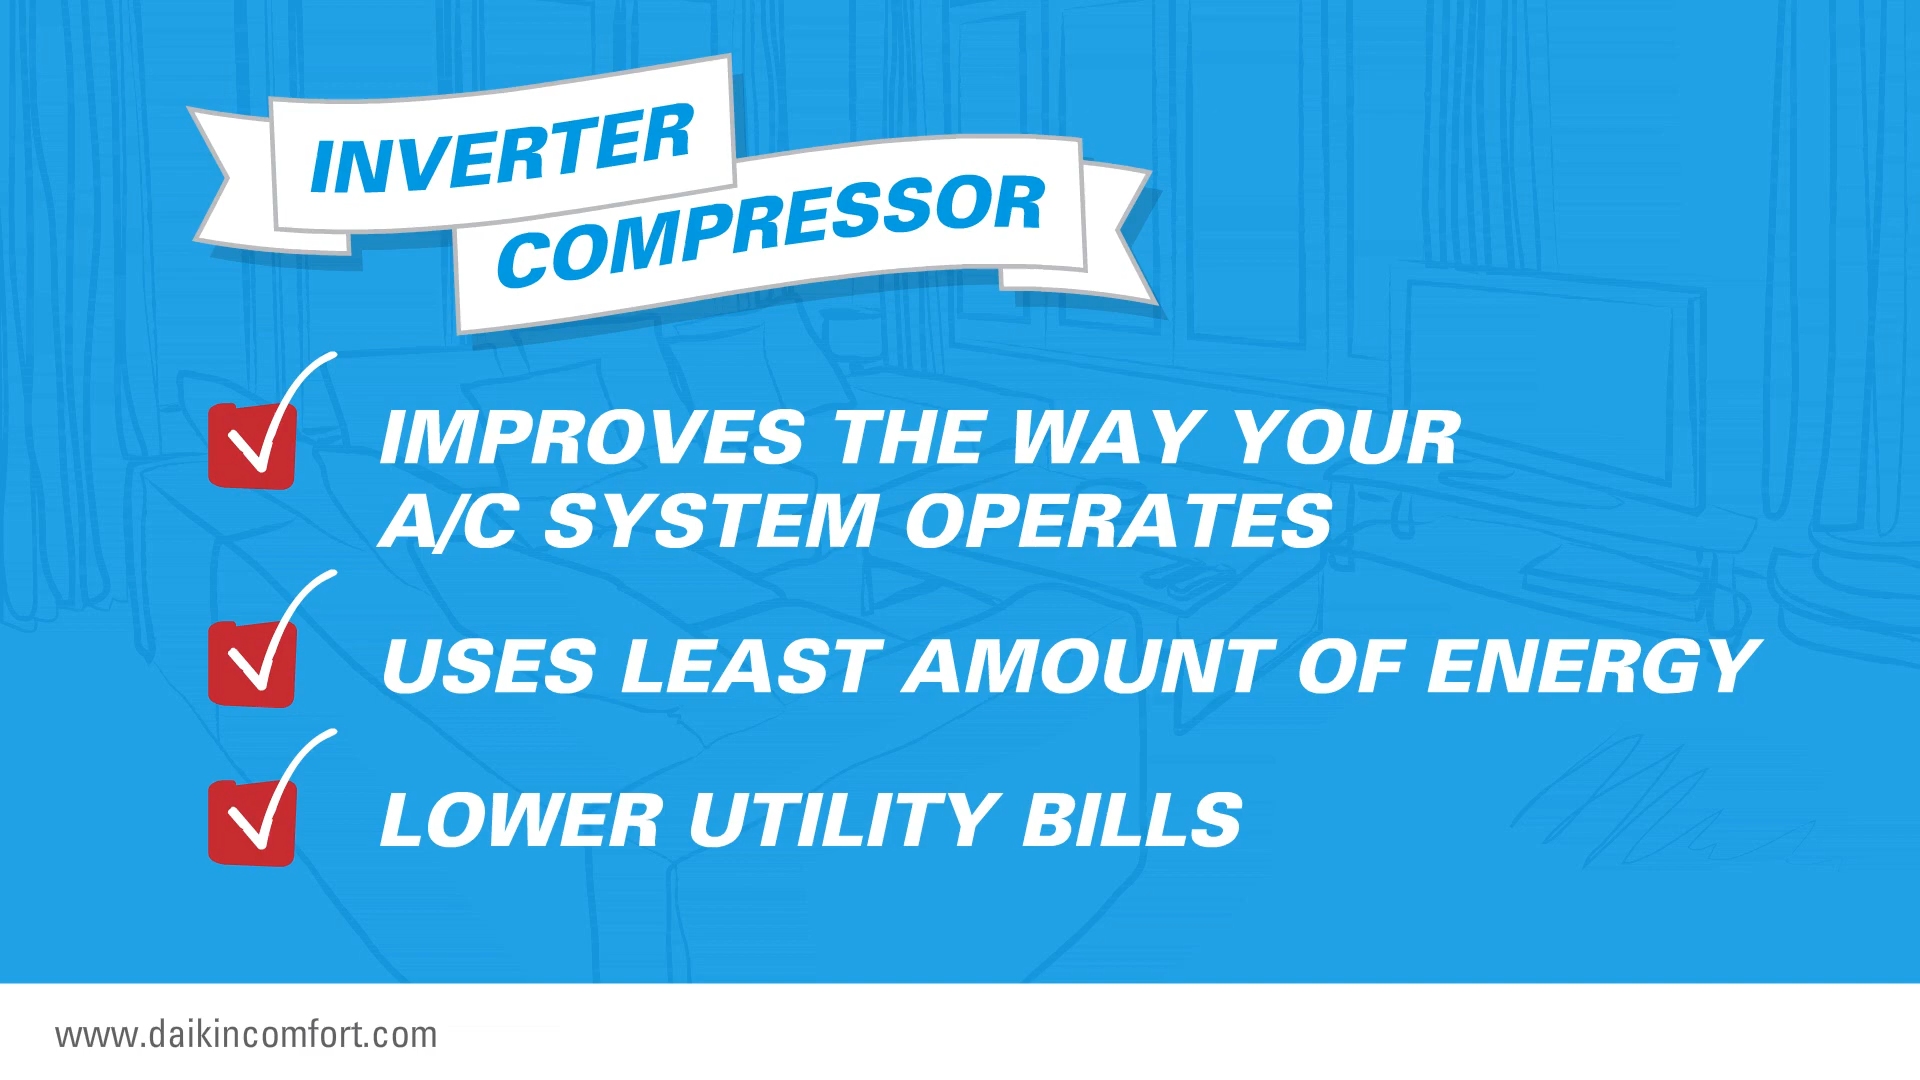 INVERTER
COMPRESSOR
IMPROVES THE WAY YOUR
A/C SYSTEM OPERATES
USES LEAST AMOUNT OF ENERGY
LOWER UTILITY BILLS
www.daikincomfort.com